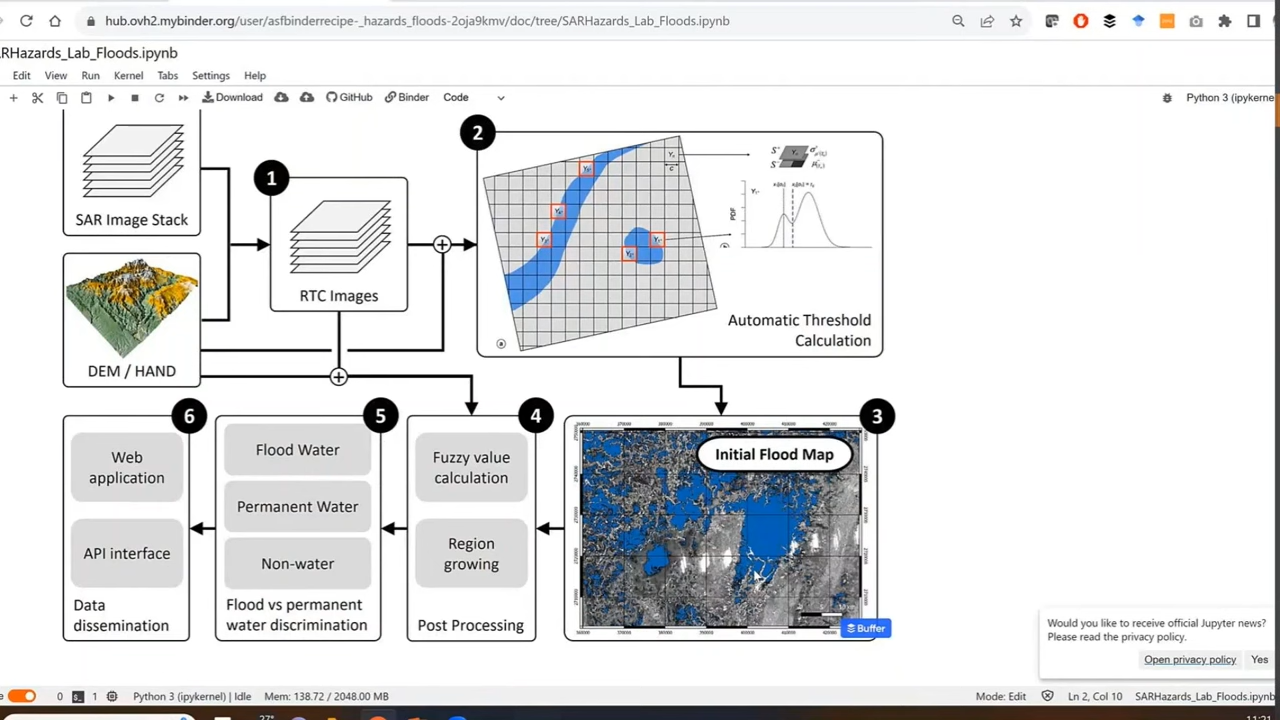 hub.ovh2.mybinder.org/user/asfbinderrecipe-_hazards_floods-2oja9kmv/doc/tree/SARHazards_Lab_Floods.ipynb
RHazards_Lab_Floods.ipynb
Edit View Run Kernel Tabs Settings Help
Download GitHub Binder Code Python 3 (ipykerne
2
1
SAR Image Stack
RTC Images
PDF
DEM / HAND
Automatic Threshold
Calculation
6
5
4
3
Web
application
API interface
Data
dissemination
Flood Water
Permanent Water
Non-water
Flood vs permanent
water discrimination
Fuzzy value
calculation
Region
growing
Post Processing
Initial Flood Map
Buffer
Would you like to receive official Jupyter news?
Please read the privacy policy.
Open privacy policy Yes
0 1 Python 3 (ipykernel) | Idle Mem: 138.72 / 2048.00 MB Mode: Edit Ln 2, Col 10 SARHazards_Lab_Floods.ipynb